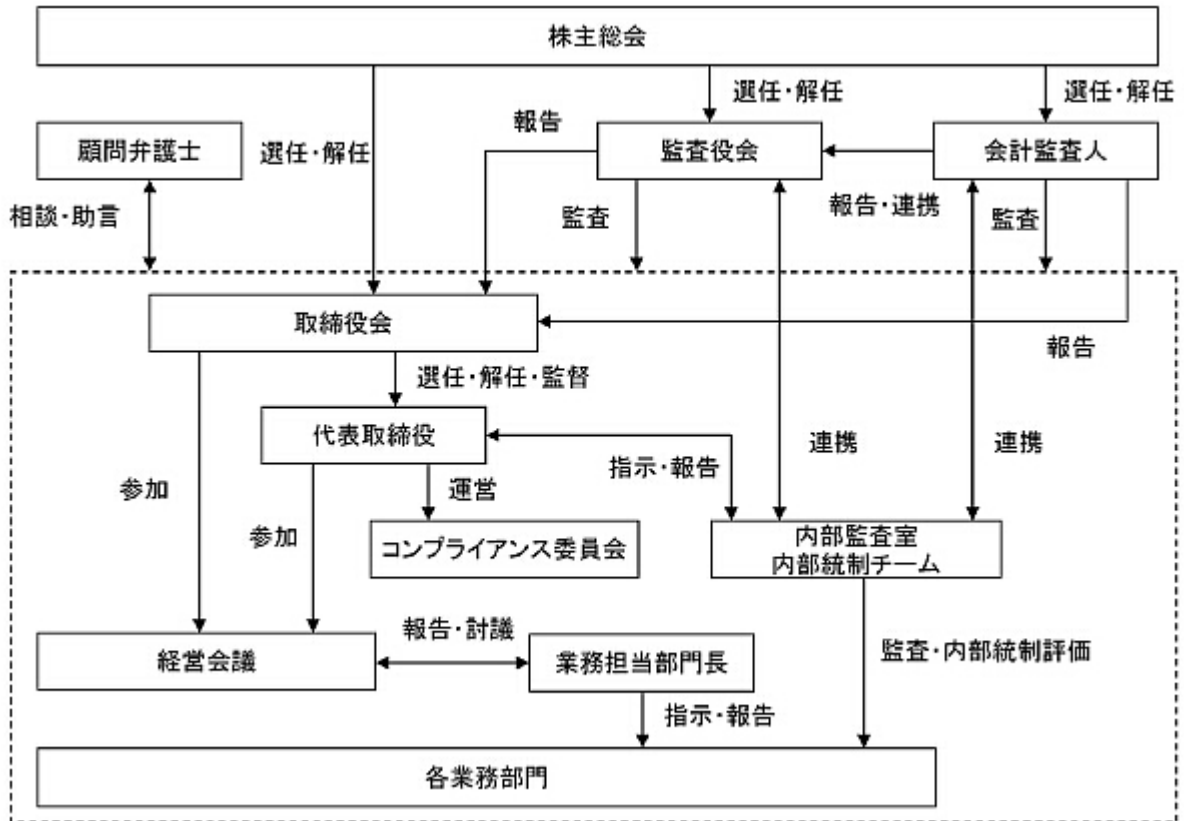 株主総会
選任・解任
選任・解任
報告
顧問弁護士
選任・解任
監査役会
会計監査人
相談・助言
監査
報告・連携
監査
取締役会
報告
選任・解任・監督
代表取締役
指示・報告
連携
連携
参加
運営
参加
コンプライアンス委員会
内部監査室
内部統制チーム
報告・討議
経営会議
業務担当部門長
監査・内部統制評価
指示・報告
各業務部門